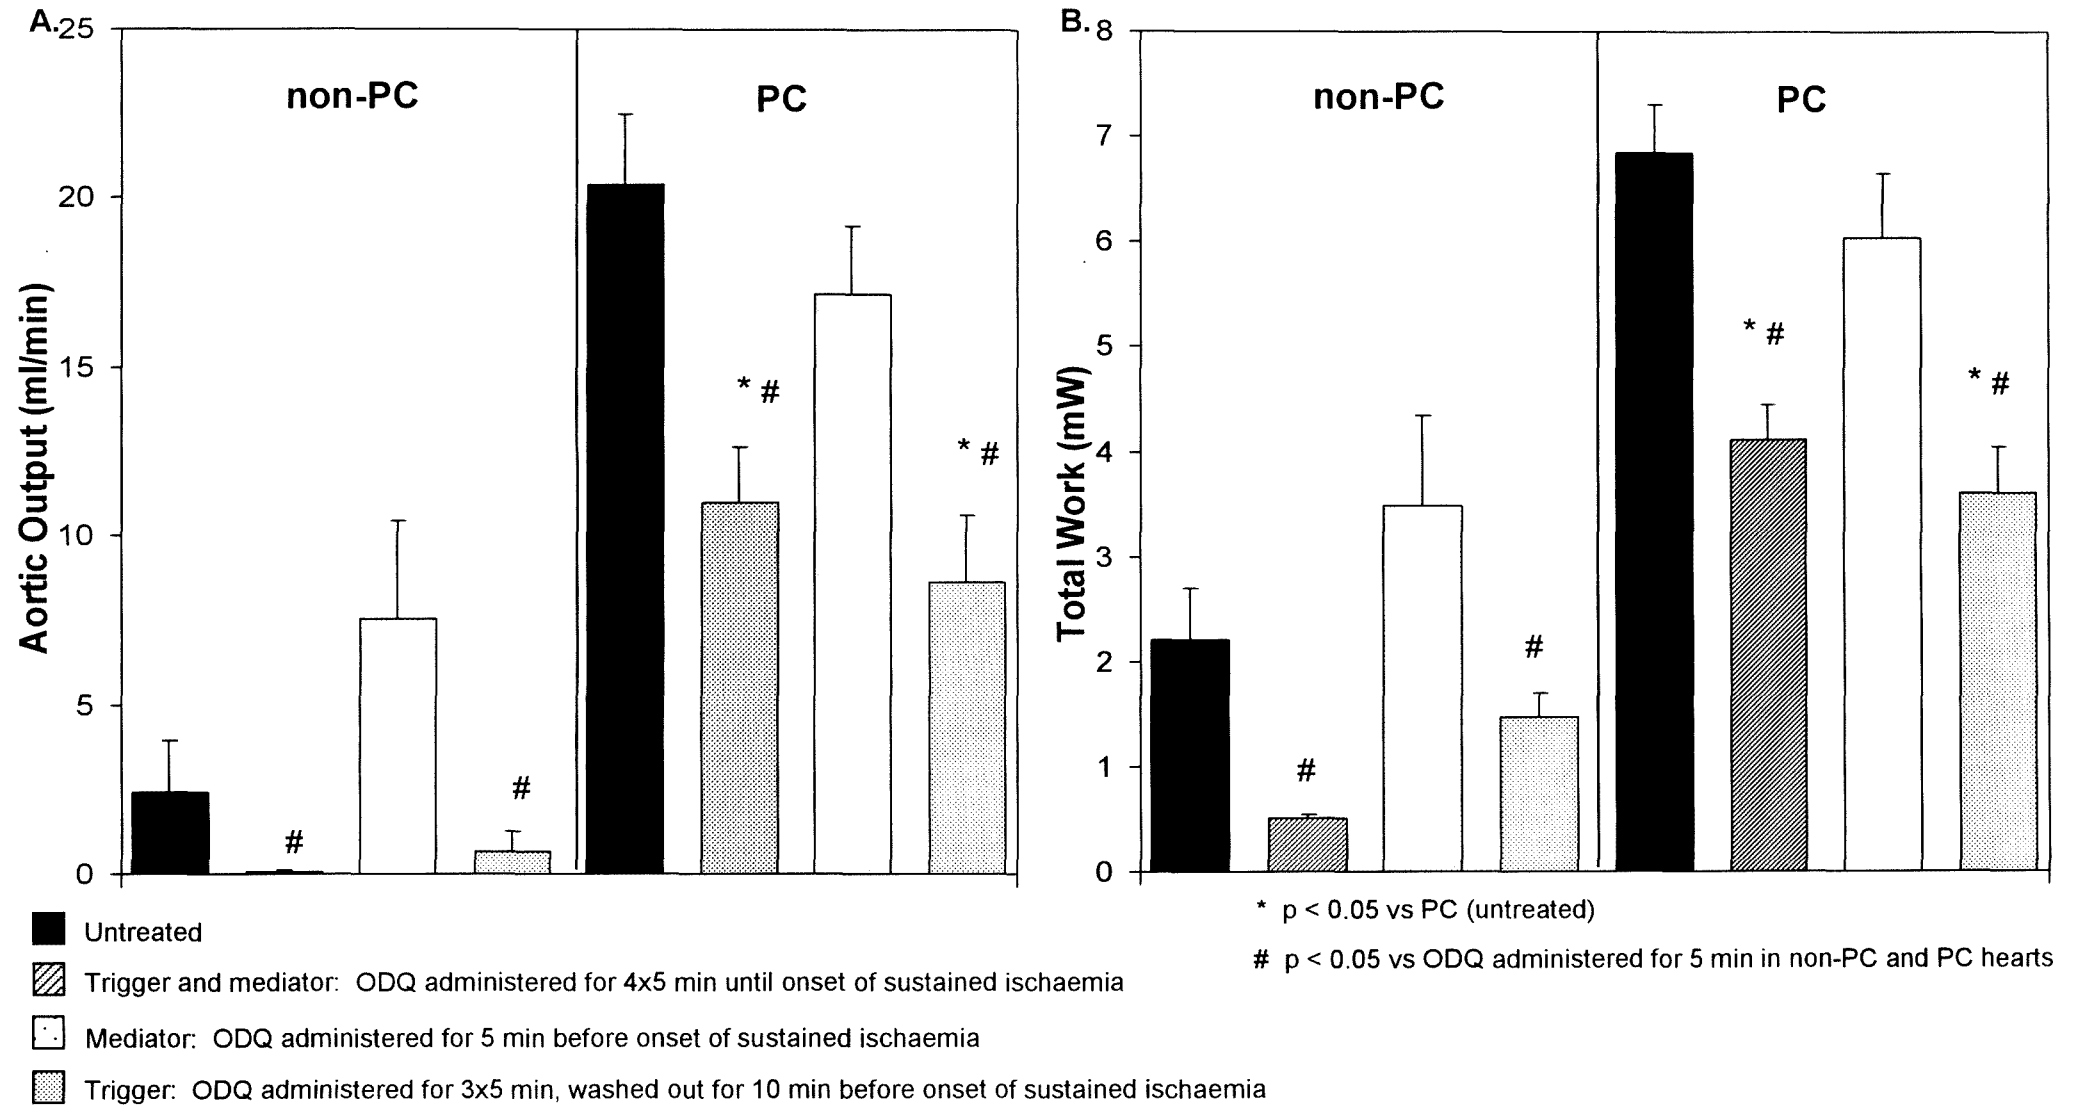 A.
25
20
15
10
5
0
Aortic Output (ml/min)
non-PC
PC
#
#
* #
* #
B.
8
7
6
5
4
3
2
1
0
Total Work (mW)
non-PC
PC
#
#
* #
* #
* p < 0.05 vs PC (untreated)
# p < 0.05 vs ODQ administered for 5 min in non-PC and PC hearts
Untreated
Trigger and mediator: ODQ administered for 4x5 min until onset of sustained ischaemia
Mediator: ODQ administered for 5 min before onset of sustained ischaemia
Trigger: ODQ administered for 3x5 min, washed out for 10 min before onset of sustained ischaemia